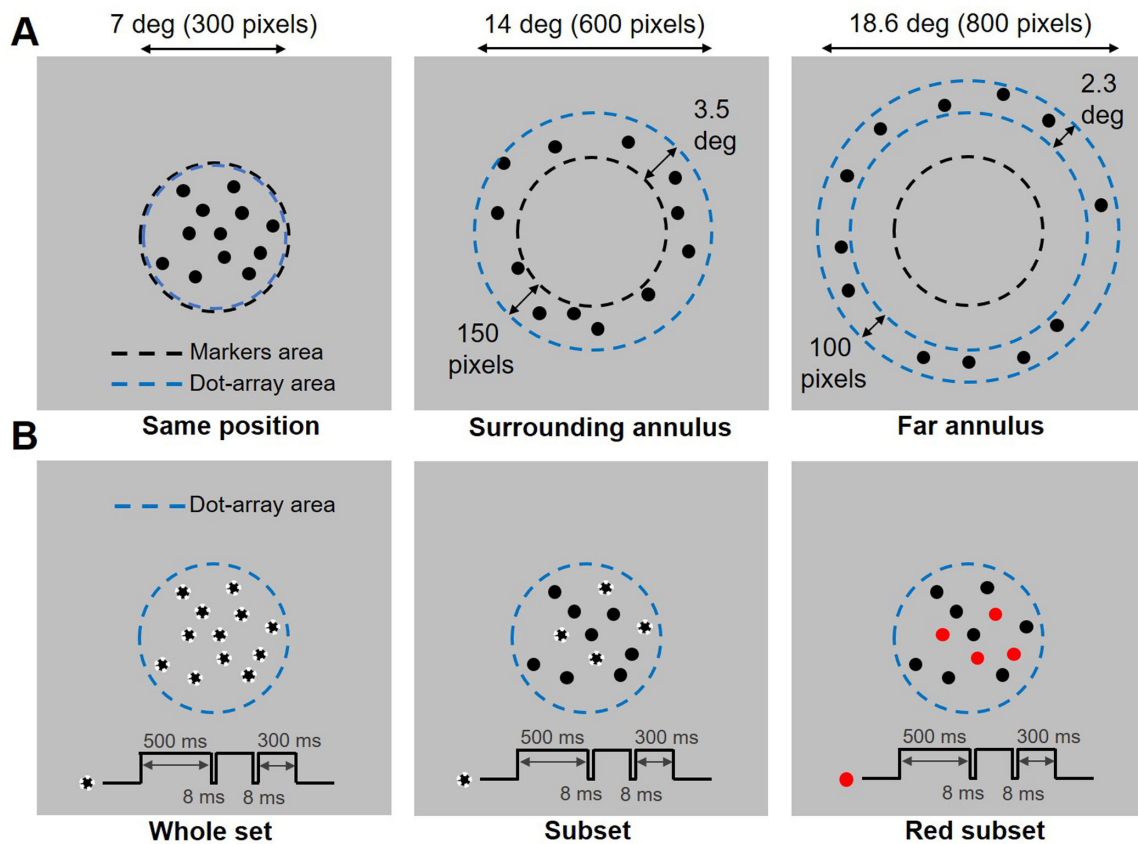 A
7 deg (300 pixels)
14 deg (600 pixels)
18.6 deg (800 pixels)
3.5
deg
2.3
deg
150
pixels
100
pixels
Markers area
Dot-array area
Same position
Surrounding annulus
Far annulus
B
Dot-array area
500 ms
300 ms
8 ms
8 ms
500 ms
300 ms
8 ms
8 ms
500 ms
300 ms
8 ms
8 ms
Whole set
Subset
Red subset